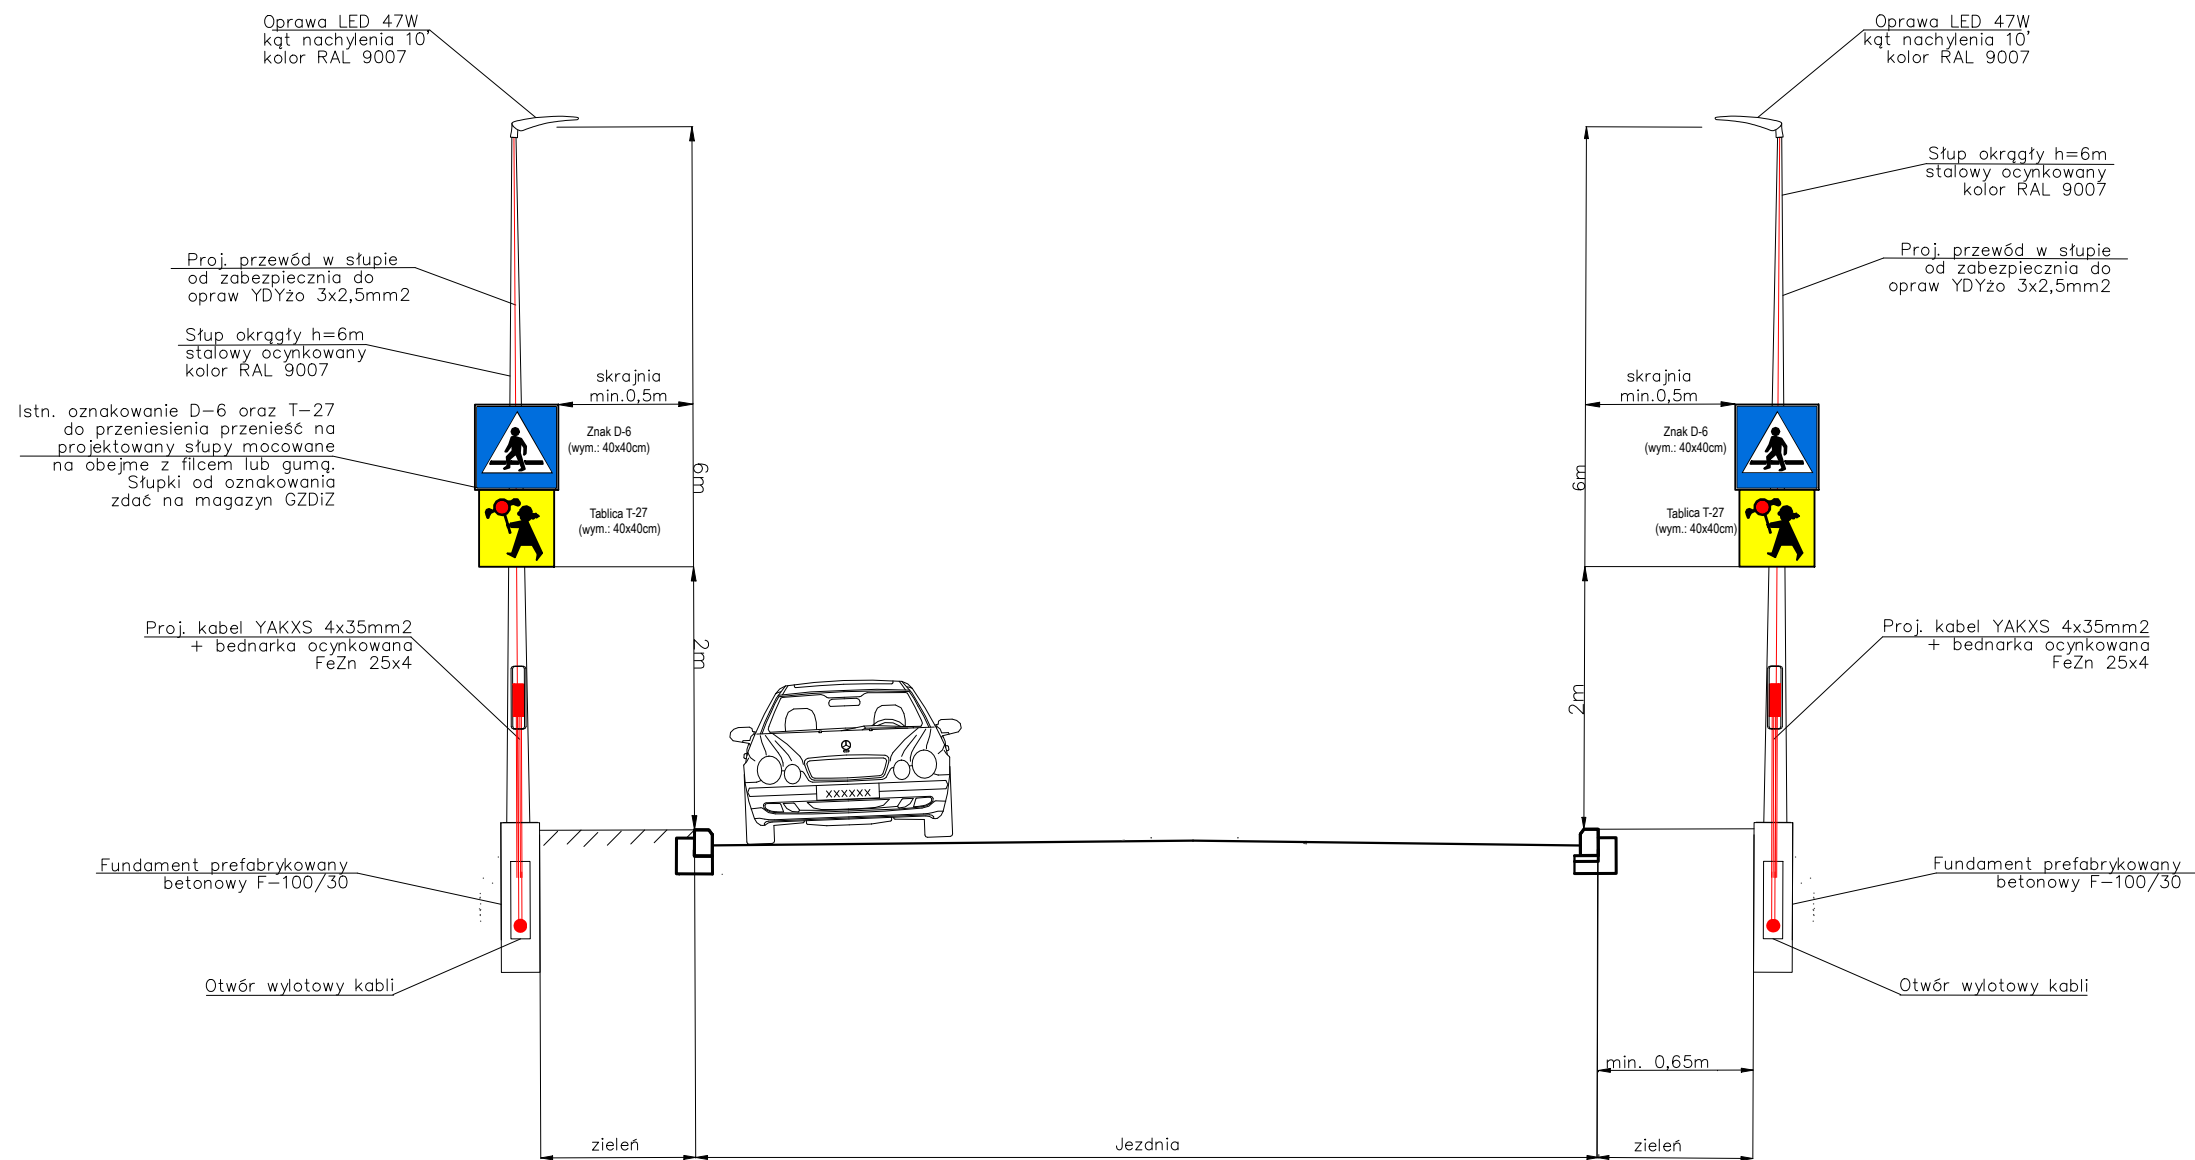 Oprawa LED 47W
kąt nachylenia 10'
kolor RAL 9007
Oprawa LED 47W
kąt nachylenia 10'
kolor RAL 9007
Słup okrągły h=6m
stalowy ocynkowany
kolor RAL 9007
Proj. przewód w słupie
od zabezpiecznia do
opraw YDYżo 3x2,5mm2
Proj. przewód w słupie
od zabezpiecznia do
opraw YDYżo 3x2,5mm2
Słup okrągły h=6m
stalowy ocynkowany
kolor RAL 9007
skrajnia
min.0,5m
skrajnia
min.0,5m
Istn. oznakowanie D-6 oraz T-27
do przeniesienia przenieść na
projektowany słupy mocowane
na obejme z filcem lub gumą.
Słupki od oznakowania
zdać na magazyn GZDiZ
Znak D-6
(wym.: 40x40cm)
Znak D-6
(wym.: 40x40cm)
6m
6m
Tablica T-27
(wym.: 40x40cm)
Tablica T-27
(wym.: 40x40cm)
Proj. kabel YAKXS 4x35mm2
+ bednarka ocynkowana
FeZn 25x4
Proj. kabel YAKXS 4x35mm2
+ bednarka ocynkowana
FeZn 25x4
2m
2m
XXXXXX
Fundament prefabrykowany
betonowy F-100/30
Fundament prefabrykowany
betonowy F-100/30
Otwór wylotowy kabli
Otwór wylotowy kabli
min. 0,65m
zieleń
Jezdnia
zieleń